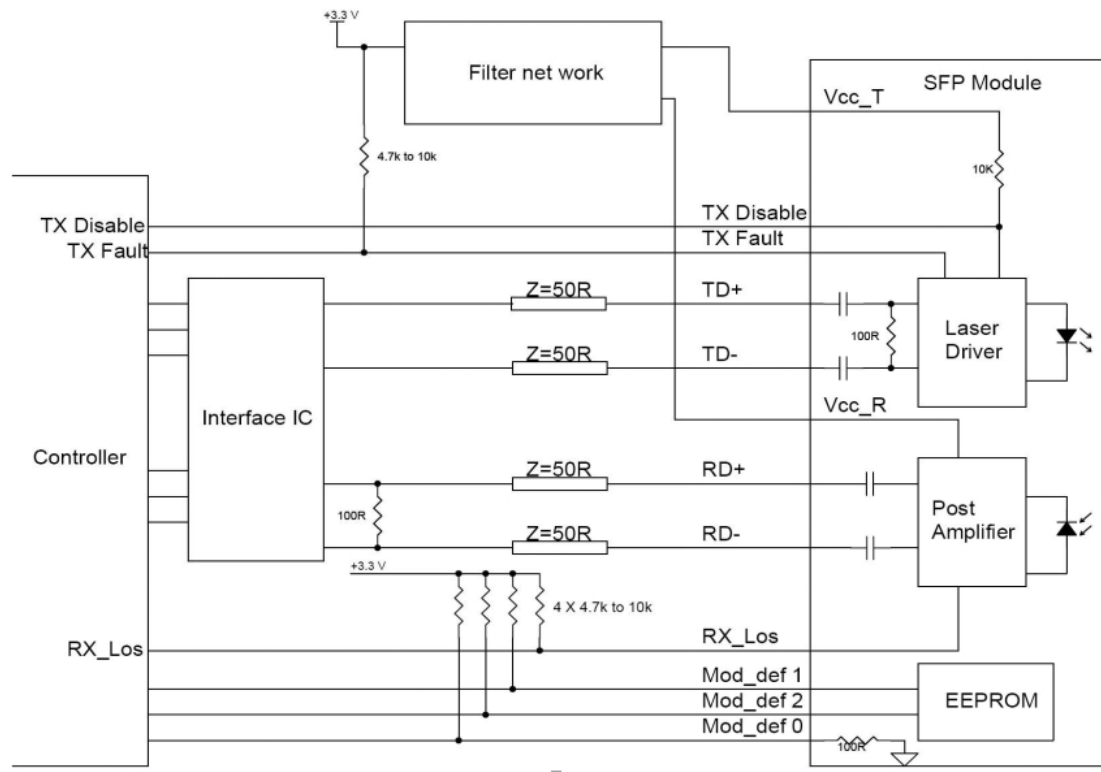 +3.3 V
Filter net work
SFP Module
Vcc_T
4.7k to 10k
10K
TX Disable
TX Disable
TX Fault
TX Fault
Z=50R
TD+
Laser
Driver
100R
Z=50R
TD-
Vcc_R
Interface IC
Controller
Z=50R
RD+
100R
Post
Amplifier
Z=50R
RD-
+3.3 V
4 X 4.7k to 10k
RX_Los
RX_Los
Mod_def 1
Mod_def 2
EEPROM
Mod_def 0
100R